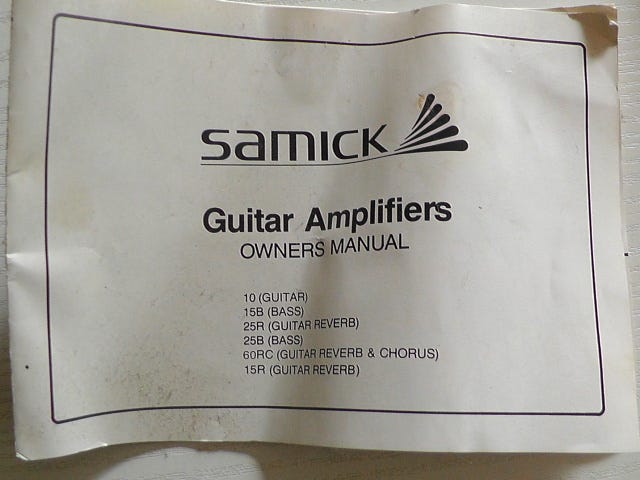 SAMICK
Guitar Amplifiers
OWNERS MANUAL
10 (GUITAR)
15B (BASS)
25R (GUITAR REVERB)
25B (BASS)
60RC (GUITAR REVERB & CHORUS)
15R (GUITAR REVERB)